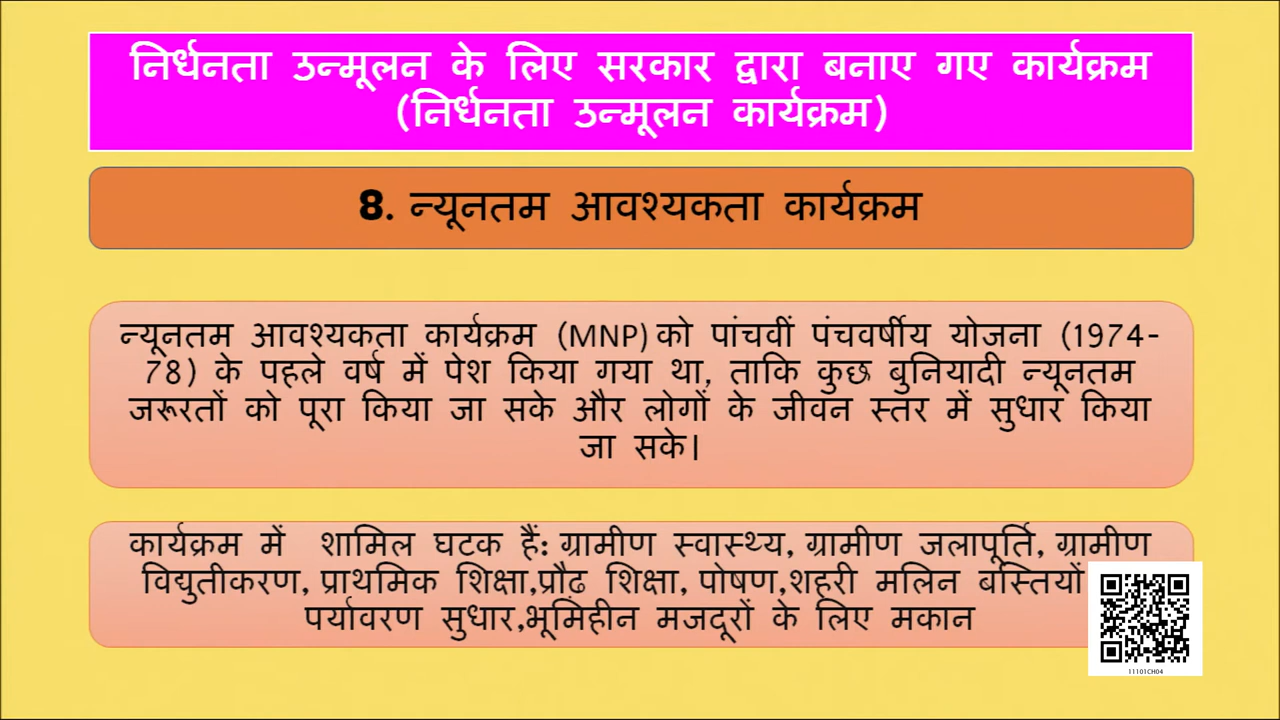 निर्धनता उन्मूलन के लिए सरकार द्वारा बनाए गए कार्यक्रम
(निर्धनता उन्मूलन कार्यक्रम)
8. न्यूनतम आवश्यकता कार्यक्रम
न्यूनतम आवश्यकता कार्यक्रम (MNP) को पांचवीं पंचवर्षीय योजना (1974-
78) के पहले वर्ष में पेश किया गया था, ताकि कुछ बुनियादी न्यूनतम
जरूरतों को पूरा किया जा सके और लोगों के जीवन स्तर में सुधार किया
जा सके।
कार्यक्रम में शामिल घटक हैं: ग्रामीण स्वास्थ्य, ग्रामीण जलापूर्ति, ग्रामीण
विद्युतीकरण, प्राथमिक शिक्षा,प्रौढ शिक्षा, पोषण,शहरी मलिन बस्तियों
पर्यावरण सुधार,भूमिहीन मजदूरों के लिए मकान
11101CH04